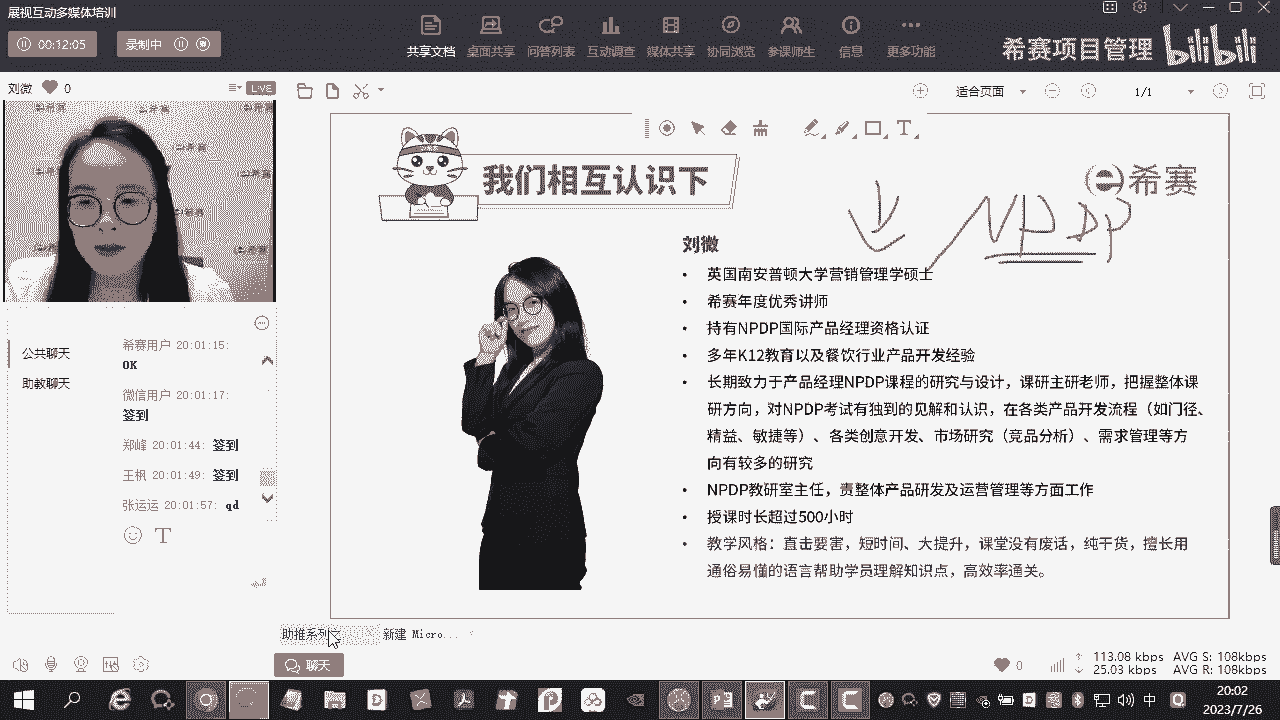 展视互动多媒体培训
00:12:05
录制中
共享文档 桌面共享 问答列表 互动调查 媒体共享 协同浏览 参课师生 信息 更多功能
希赛项目管理 bilibili
刘微 0
LIVE
适合页面
1/1
我们相互认识下
希赛
NPDP
刘微
• 英国南安普顿大学营销管理学硕士
• 希赛年度优秀讲师
• 持有NPDP国际产品经理资格认证
• 多年K12教育以及餐饮行业产品开发经验
• 长期致力于产品经理NPDP课程的研究与设计，课研主研老师，把握整体课
研方向，对NPDP考试有独到的见解和认识，在各类产品开发流程（如门径、
精益、敏捷等）、各类创意开发、市场研究（竞品分析）、需求管理等方
向有较多的研究
• NPDP教研室主任，责整体产品研发及运营管理等方面工作
• 授课时长超过500小时
• 教学风格：直击要害，短时间、大提升，课堂没有废话，纯干货，擅长用
通俗易懂的语言帮助学员理解知识点，高效率通关。
公共聊天
助教聊天
希赛用户 20:01:15:
OK
微信用户 20:01:17:
签到
郑峰 20:01:44: 签到
王枫 20:01:49: 签到
张运运 20:01:57: qd
助推系列
新建 Micro...
聊天
0
113.08 kbps AVG S: 108kbps
25.03 kbps AVG R: 106kbps
中
20:02
2023/7/26